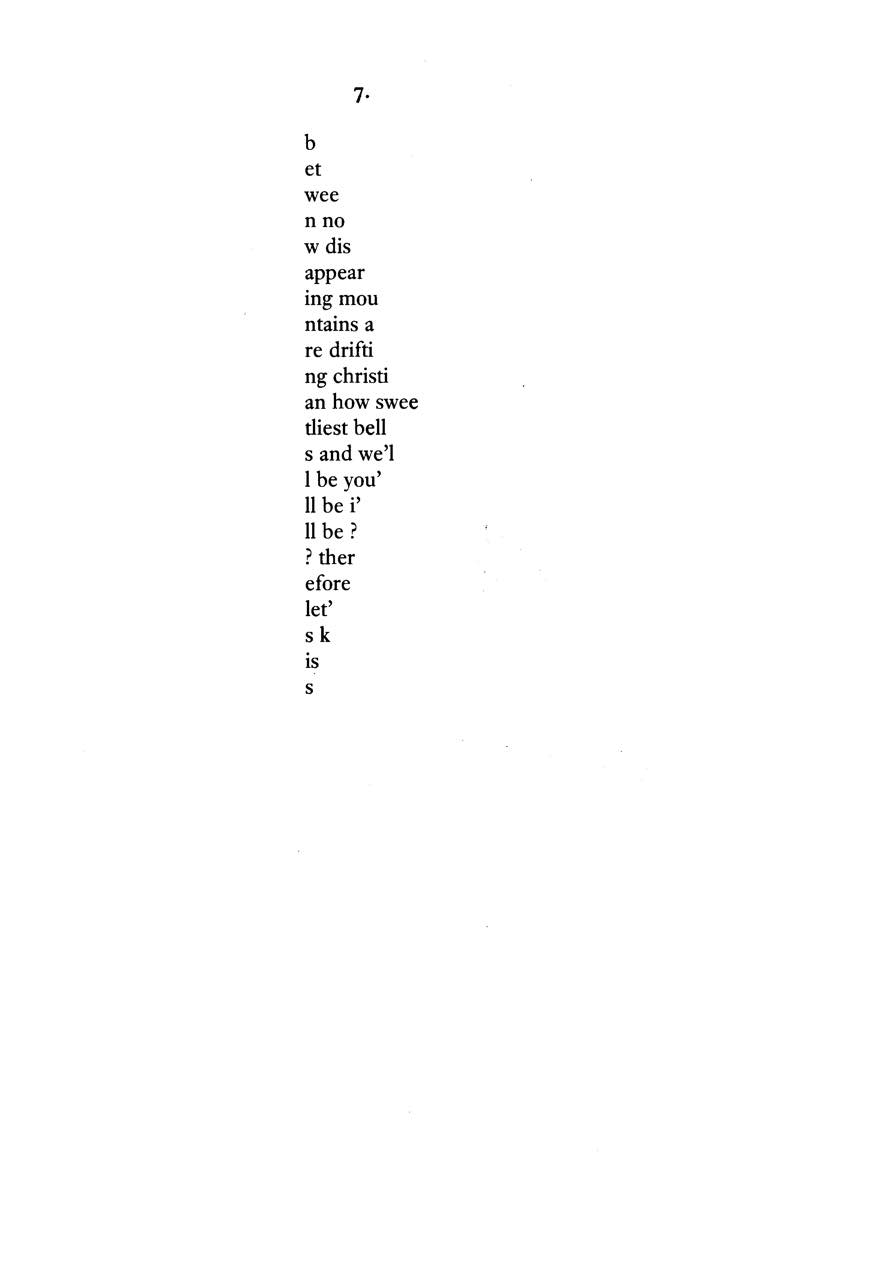 7.
b
et
wee
n no
w dis
appear
ing mou
ntains a
re drifti
ng christi
an how swee
tliest bell
s and we’l
l be you’
ll be i’
ll be ?
? ther
efore
let’
s k
is
s